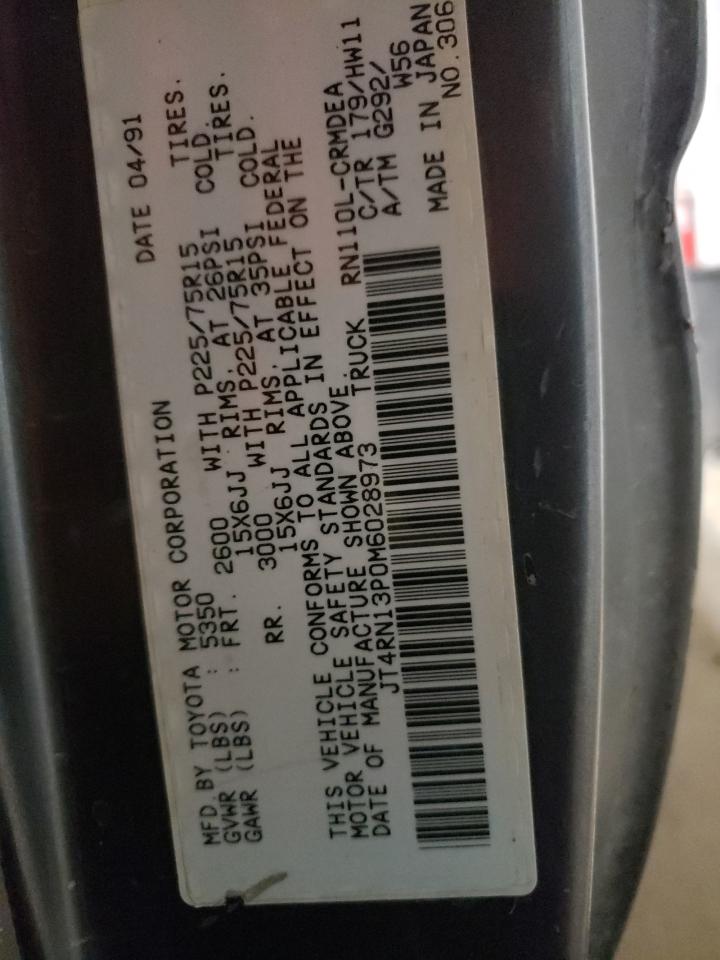 MFD.BY TOYOTA MOTOR CORPORATION DATE 04/91
GVWR (LBS) : 5350
GAWR (LBS) : FRT. 2600 WITH P225/75R15 TIRES.
15X6JJ RIMS, AT 26PSI COLD.
RR. 3000 WITH P225/75R15 TIRES.
15X6JJ RIMS, AT 35PSI COLD.
THIS VEHICLE CONFORMS TO ALL APPLICABLE FEDERAL
MOTOR VEHICLE SAFETY STANDARDS IN EFFECT ON THE
DATE OF MANUFACTURE SHOWN ABOVE.
JT4RN13P0M6028973 TRUCK RN110L-CRMDEA
C/TR 179/HW11
A/TM G292/
W56
MADE IN JAPAN
NO.306